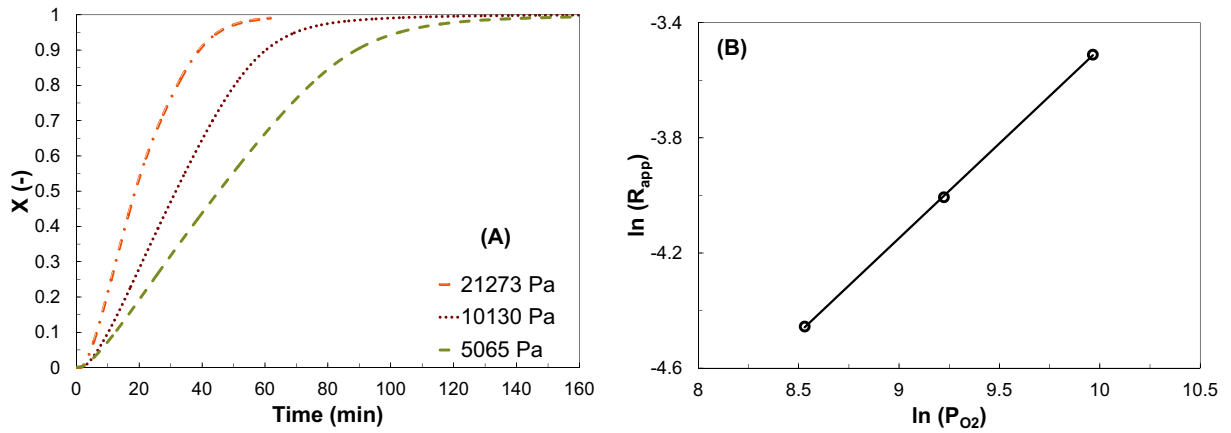 1
0.9
0.8
0.7
0.6
0.5
0.4
0.3
0.2
0.1
0
X (-)
(A)
21273 Pa
10130 Pa
5065 Pa
0 20 40 60 80 100 120 140 160
Time (min)
(B)
-3.4
-3.8
-4.2
-4.6
ln (R_app)
8 8.5 9 9.5 10 10.5
ln (P_O2)